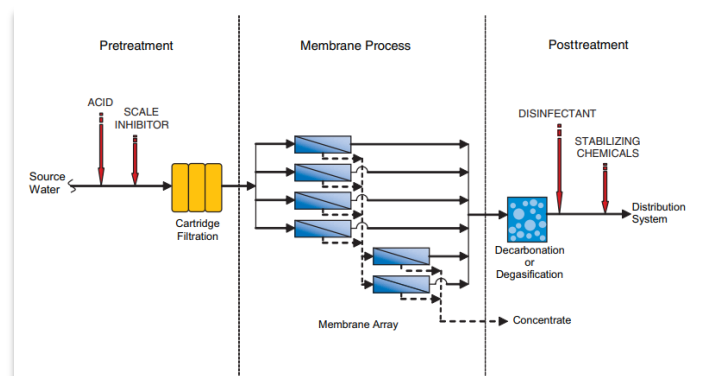 Pretreatment
Membrane Process
Posttreatment
ACID
SCALE
INHIBITOR
DISINFECTANT
STABILIZING
CHEMICALS
Source
Water
Cartridge
Filtration
Distribution
System
Decarbonation
or
Degasification
Membrane Array
Concentrate